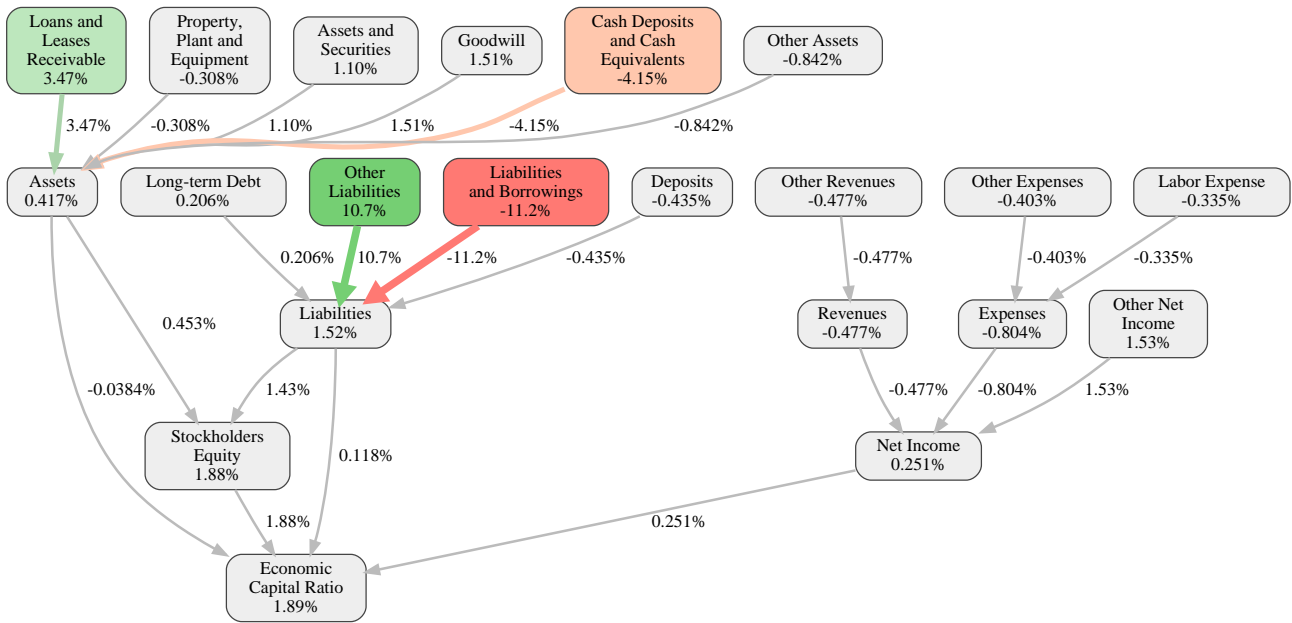 Loans and
Leases
Receivable
3.47%
Property,
Plant and
Equipment
-0.308%
Assets and
Securities
1.10%
Goodwill
1.51%
Cash Deposits
and Cash
Equivalents
-4.15%
Other Assets
-0.842%
3.47%
-0.308%
1.10%
1.51%
-4.15%
-0.842%
Assets
0.417%
Long-term Debt
0.206%
Other
Liabilities
10.7%
Liabilities
and Borrowings
-11.2%
Deposits
-0.435%
Other Revenues
-0.477%
Other Expenses
-0.403%
Labor Expense
-0.335%
0.206%
10.7%
-11.2%
-0.435%
-0.477%
-0.403%
-0.335%
Liabilities
1.52%
Revenues
-0.477%
Expenses
-0.804%
Other Net
Income
1.53%
0.453%
-0.0384%
1.43%
0.118%
-0.477%
-0.804%
1.53%
Stockholders
Equity
1.88%
Net Income
0.251%
1.88%
0.251%
Economic
Capital Ratio
1.89%